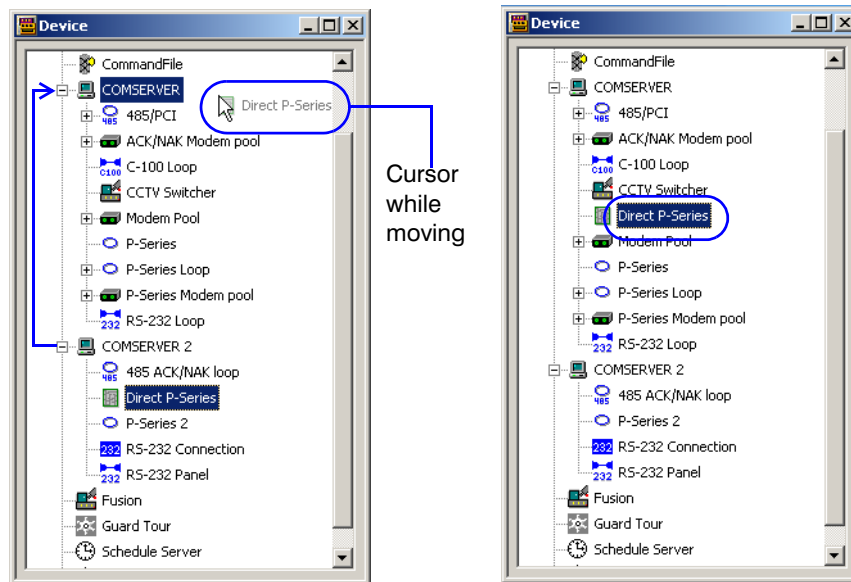 Device
CommandFile
COMSERVER
Direct P-Series
485/PCI
ACK/NAK Modem pool
C-100 Loop
CCTV Switcher
Modem Pool
P-Series
P-Series Loop
P-Series Modem pool
RS-232 Loop
COMSERVER 2
485 ACK/NAK loop
Direct P-Series
P-Series 2
RS-232 Connection
RS-232 Panel
Fusion
Guard Tour
Schedule Server
Cursor
while
moving
Device
CommandFile
COMSERVER
485/PCI
ACK/NAK Modem pool
C-100 Loop
CCTV Switcher
Direct P-Series
Modem Pool
P-Series
P-Series Loop
P-Series Modem pool
RS-232 Loop
COMSERVER 2
485 ACK/NAK loop
P-Series 2
RS-232 Connection
RS-232 Panel
Fusion
Guard Tour
Schedule Server